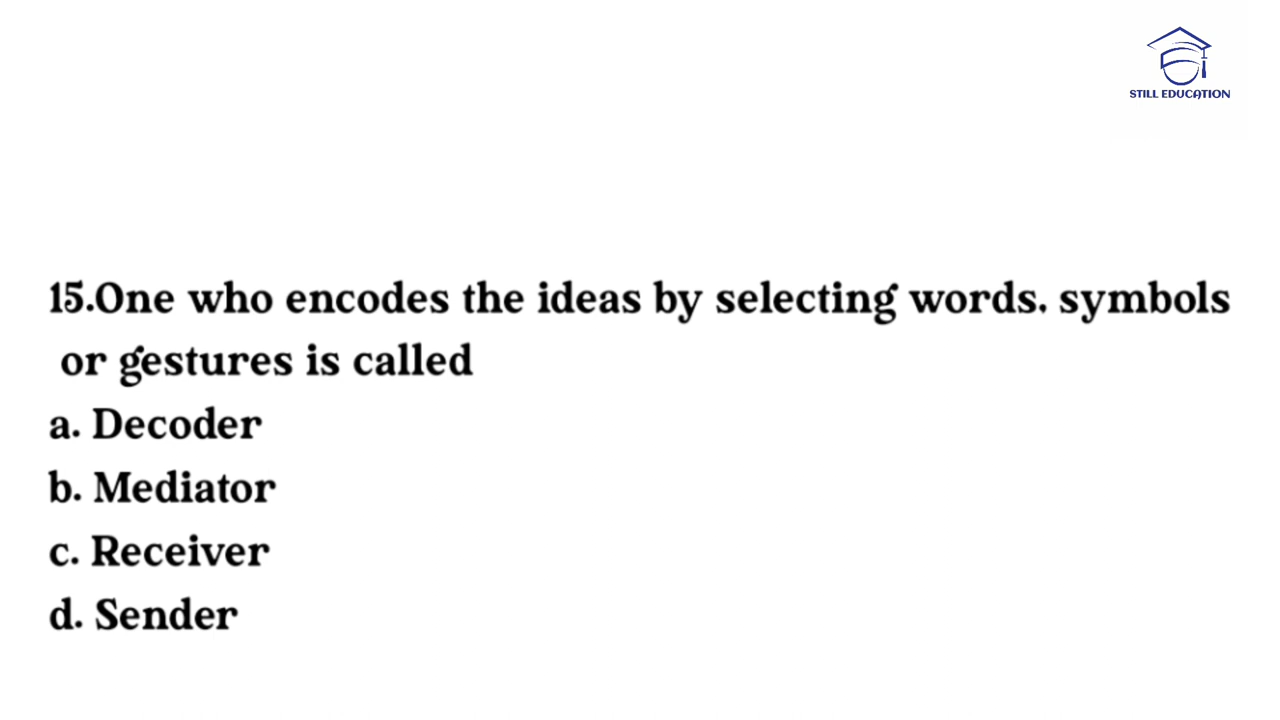 STILL EDUCATION
15.One who encodes the ideas by selecting words. symbols
or gestures is called
a. Decoder
b. Mediator
c. Receiver
d. Sender